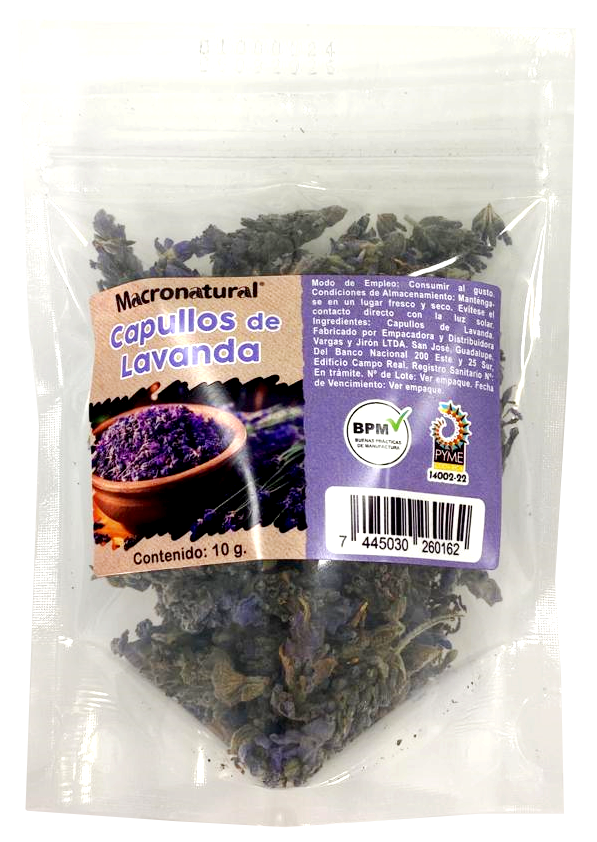 Macronatural®
Capullos de
Lavanda
Contenido: 10 g.
Modo de Empleo: Consumir al gusto.
Condiciones de Almacenamiento: Manténga-
se en un lugar fresco y seco. Evítese el
contacto directo con la luz solar.
Ingredientes: Capullos de Lavanda.
Fabricado por Empacadora y Distribuidora
Vargas y Jirón LTDA. San José, Guadalupe,
Del Banco Nacional 200 Este y 25 Sur,
Edificio Campo Real. Registro Sanitario Nº:
En trámite. Nº de Lote: Ver empaque. Fecha
de Vencimiento: Ver empaque.
BPM
BUENAS PRÁCTICAS
DE MANUFACTURA
PYME
14002-22
7 445030 260162